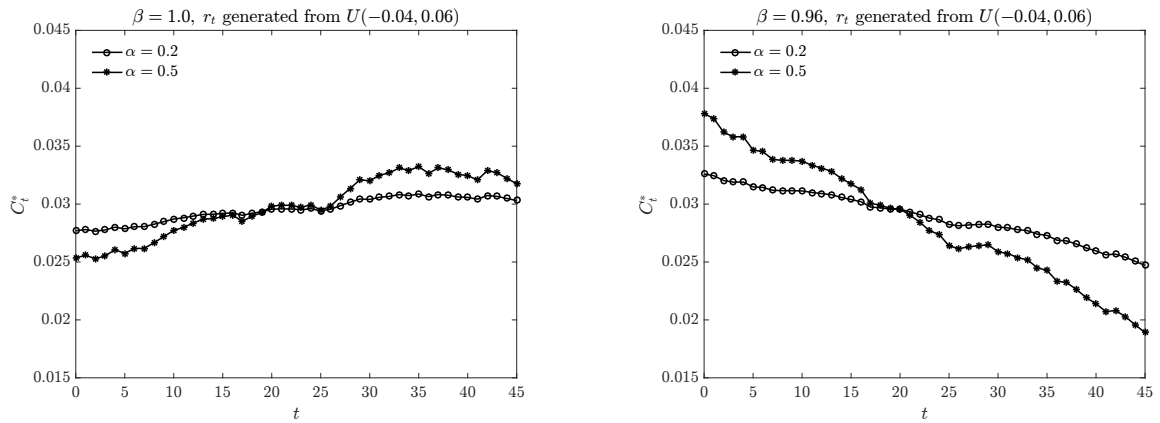 β = 1.0, r_t generated from U(−0.04, 0.06)
0.045
0.04
0.035
0.03
0.025
0.02
0.015
C_t^*
α = 0.2
α = 0.5
0 5 10 15 20 25 30 35 40 45
t
β = 0.96, r_t generated from U(−0.04, 0.06)
0.045
0.04
0.035
0.03
0.025
0.02
0.015
C_t^*
α = 0.2
α = 0.5
0 5 10 15 20 25 30 35 40 45
t